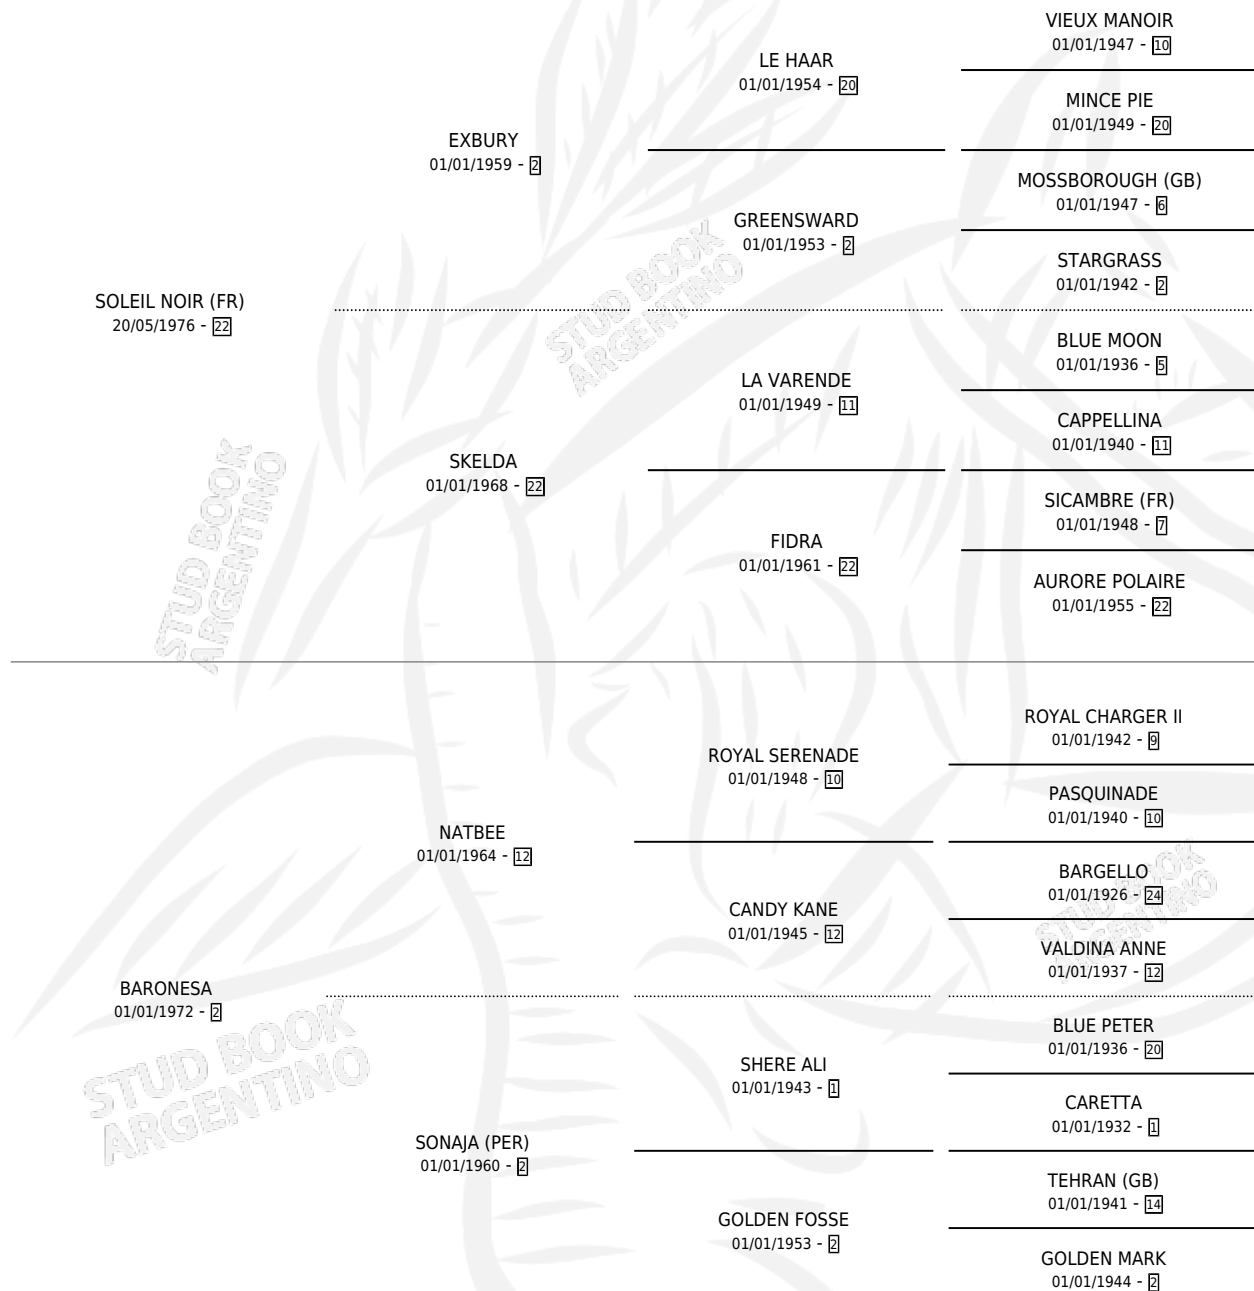 VIEUX MANOIR
01/01/1947 - 10
LE HAAR
01/01/1954 - 20
MINCE PIE
01/01/1949 - 20
EXBURY
01/01/1959 - 2
MOSSBOROUGH (GB)
01/01/1947 - 6
GREENSWARD
01/01/1953 - 2
STARGRASS
01/01/1942 - 2
SOLEIL NOIR (FR)
20/05/1976 - 22
STUD BOOK
ARGENTINO
BLUE MOON
01/01/1936 - 5
LA VARENDE
01/01/1949 - 11
CAPPELLINA
01/01/1940 - 11
SKELDA
01/01/1968 - 22
SICAMBRE (FR)
01/01/1948 - 7
FIDRA
01/01/1961 - 22
AURORE POLAIRE
01/01/1955 - 22
STUD BOOK
ARGENTINO
ROYAL CHARGER II
01/01/1942 - 9
ROYAL SERENADE
01/01/1948 - 10
PASQUINADE
01/01/1940 - 10
NATBEE
01/01/1964 - 12
BARGELLO
01/01/1926 - 24
CANDY KANE
01/01/1945 - 12
STUD BOOK
ARGENTINO
VALDINA ANNE
01/01/1937 - 12
BARONESA
01/01/1972 - 2
STUD BOOK
ARGENTINO
BLUE PETER
01/01/1936 - 20
SHERE ALI
01/01/1943 - 1
CARETTA
01/01/1932 - 1
SONAJA (PER)
01/01/1960 - 2
TEHRAN (GB)
01/01/1941 - 14
GOLDEN FOSSE
01/01/1953 - 2
GOLDEN MARK
01/01/1944 - 2